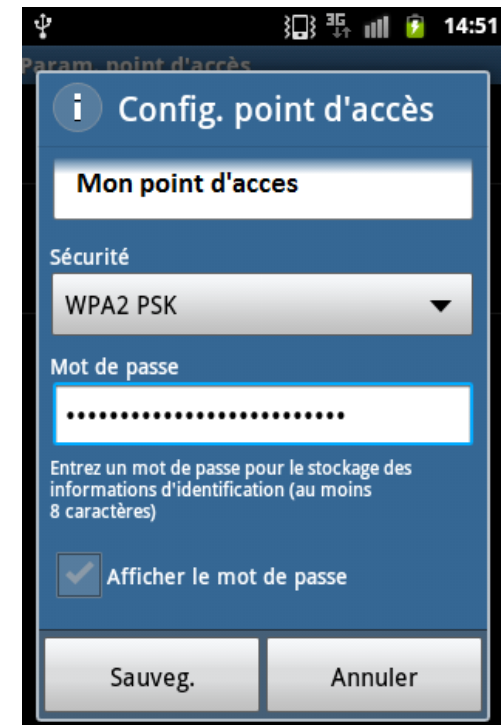 3G 14:51
Param. point d'accès
i Config. point d'accès
Mon point d'acces
Sécurité
WPA2 PSK
Mot de passe
••••••••••••••••••••••••••
Entrez un mot de passe pour le stockage des
informations d'identification (au moins
8 caractères)
Afficher le mot de passe
Sauveg. Annuler